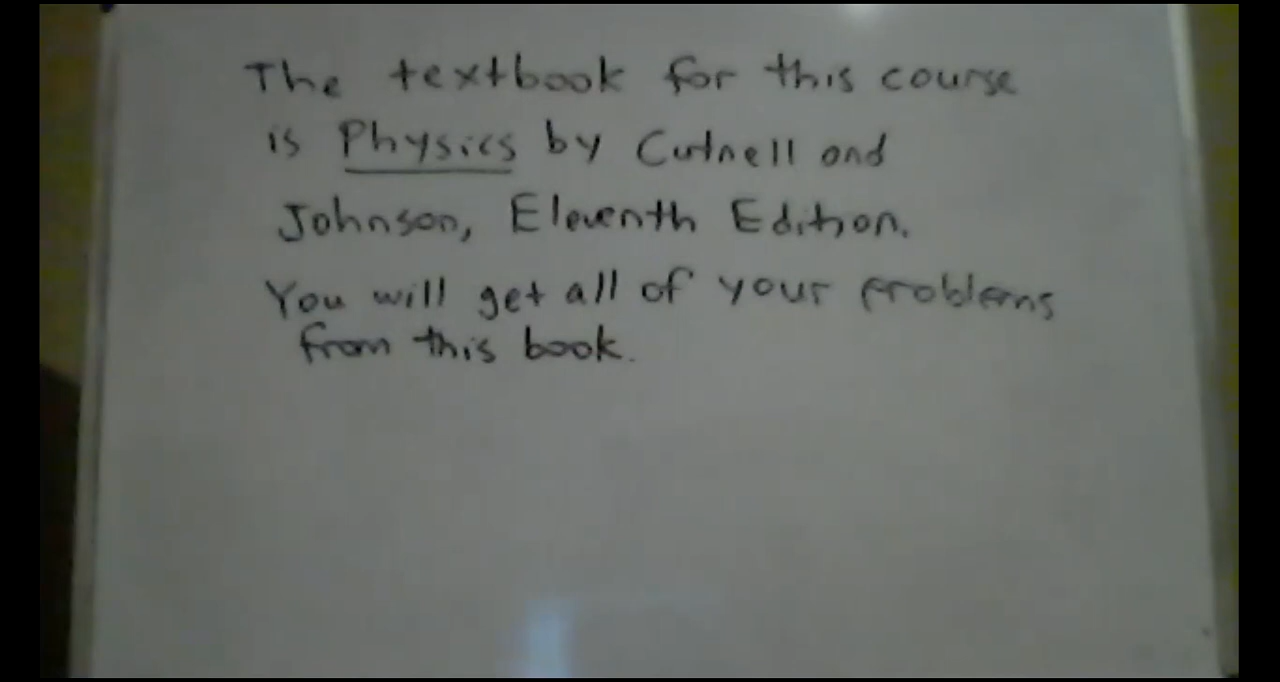 The textbook for this course
is Physics by Cutnell and
Johnson, Eleventh Edition.
You will get all of your problems
from this book.